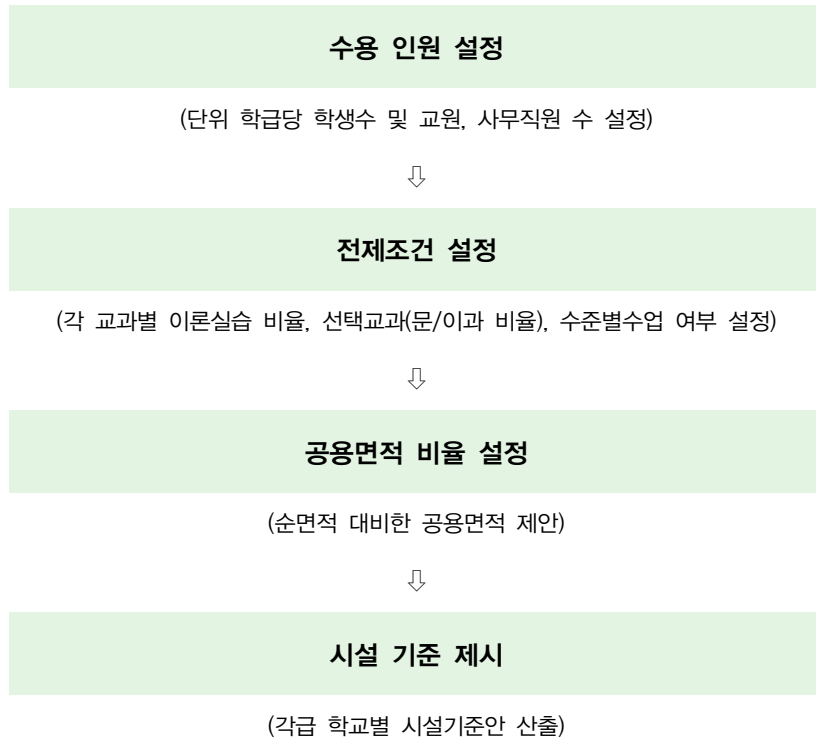 수용 인원 설정
(단위 학급당 학생수 및 교원, 사무직원 수 설정)
⇩
전제조건 설정
(각 교과별 이론실습 비율, 선택교과(문/이과 비율), 수준별수업 여부 설정)
⇩
공용면적 비율 설정
(순면적 대비한 공용면적 제안)
⇩
시설 기준 제시
(각급 학교별 시설기준안 산출)